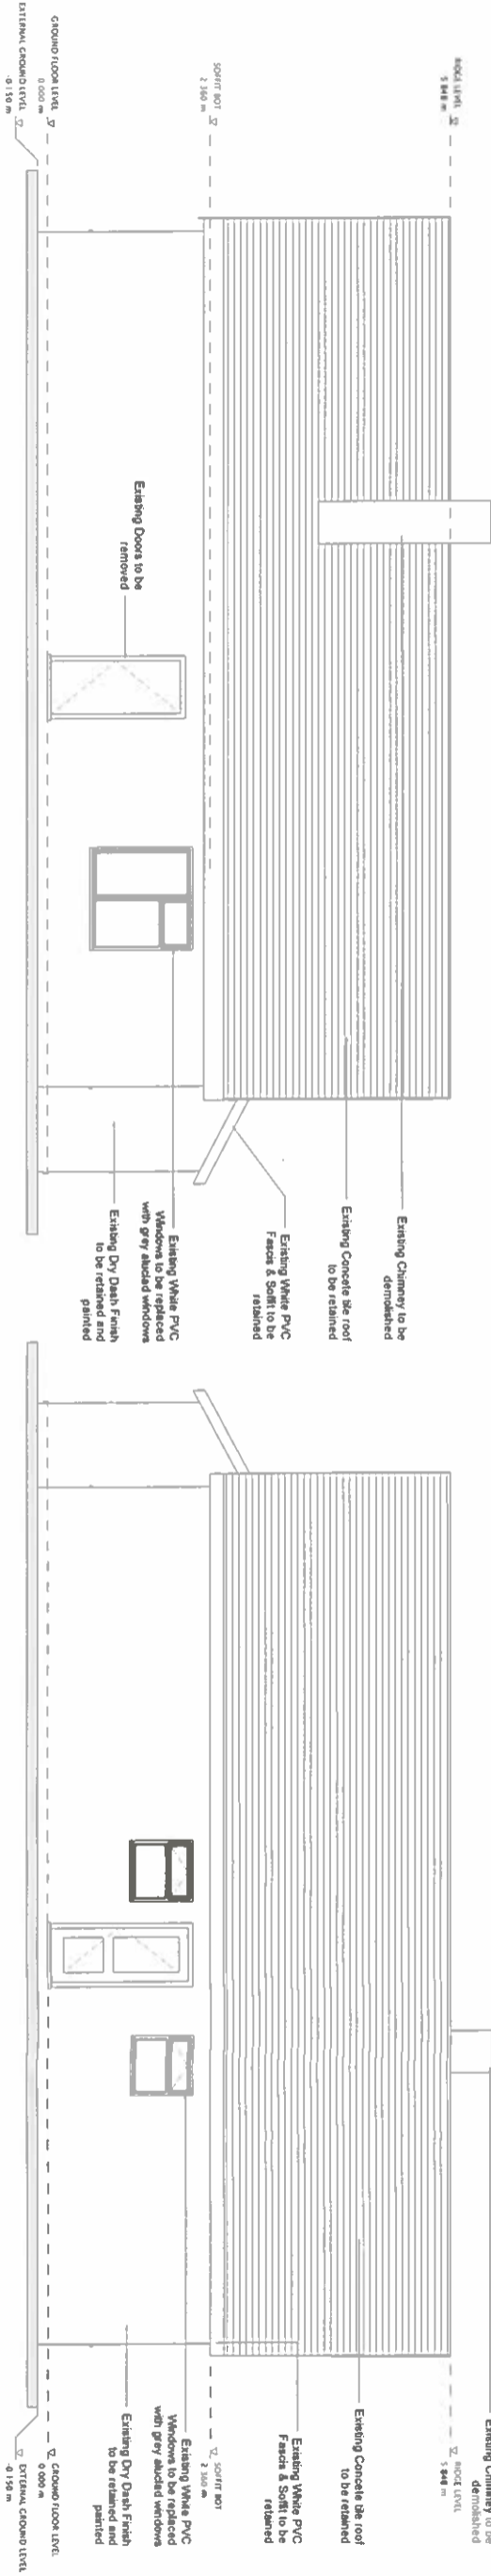 RIDGE LEVEL
5 848 m
SOFFIT BOT
2 360 m
GROUND FLOOR LEVEL
0 000 m
EXTERNAL GROUND LEVEL
-0 150 m
Existing Doors to be
removed
Existing Chimney to be
demolished
Existing Concete tile roof
to be retained
Existing White PVC
Fascis & Soffit to be
retained
Existing White PVC
Windows to be replaced
with grey aluclad windows
Existing Dry Dash Finish
to be retained and
painted
Existing Chimney to be
demolished
RIDGE LEVEL
5 848 m
Existing Concete tile roof
to be retained
Existing White PVC
Fascis & Soffit to be
retained
SOFFIT BOT
2 360 m
Existing White PVC
Windows to be replaced
with grey aluclad windows
Existing Dry Dash Finish
to be retained and
painted
GROUND FLOOR LEVEL
0 000 m
EXTERNAL GROUND LEVEL
-0 150 m